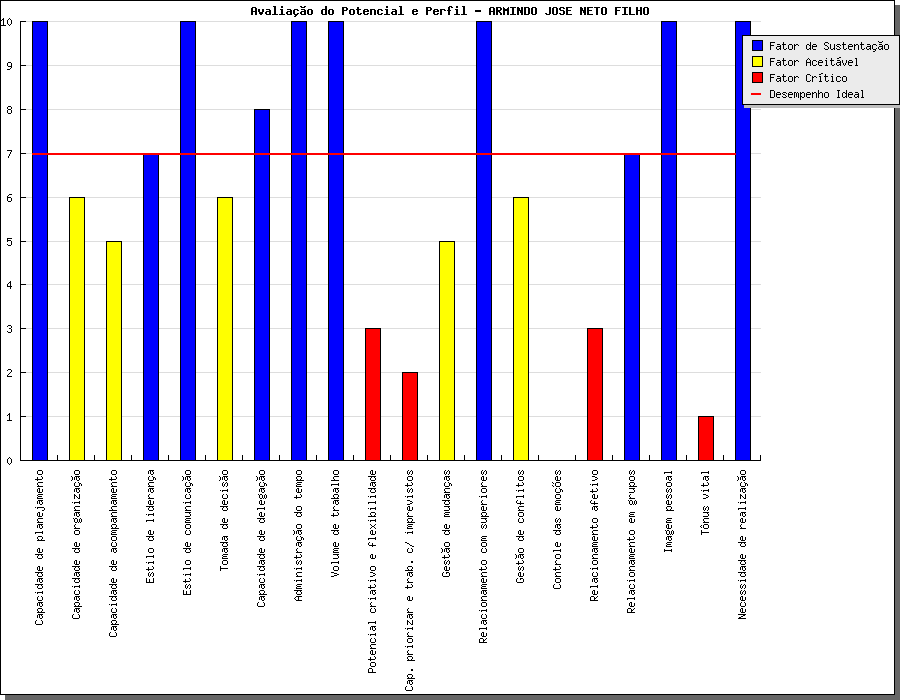 Avaliação do Potencial e Perfil - ARMINDO JOSE NETO FILHO
10
9
8
7
6
5
4
3
2
1
0
Fator de Sustentação
Fator Aceitável
Fator Crítico
Desempenho Ideal
Capacidade de planejamento
Capacidade de organização
Capacidade de acompanhamento
Estilo de liderança
Estilo de comunicação
Tomada de decisão
Capacidade de delegação
Administração do tempo
Volume de trabalho
Potencial criativo e flexibilidade
Cap. priorizar e trab. c/ imprevistos
Gestão de mudanças
Relacionamento com superiores
Gestão de conflitos
Controle das emoções
Relacionamento afetivo
Relacionamento em grupos
Imagem pessoal
Tônus vital
Necessidade de realização